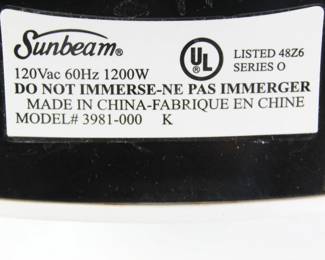 Sunbeam®
UL ® LISTED 48Z6
SERIES O
120Vac 60Hz 1200W
DO NOT IMMERSE-NE PAS IMMERGER
MADE IN CHINA-FABRIQUE EN CHINE
MODEL# 3981-000 K